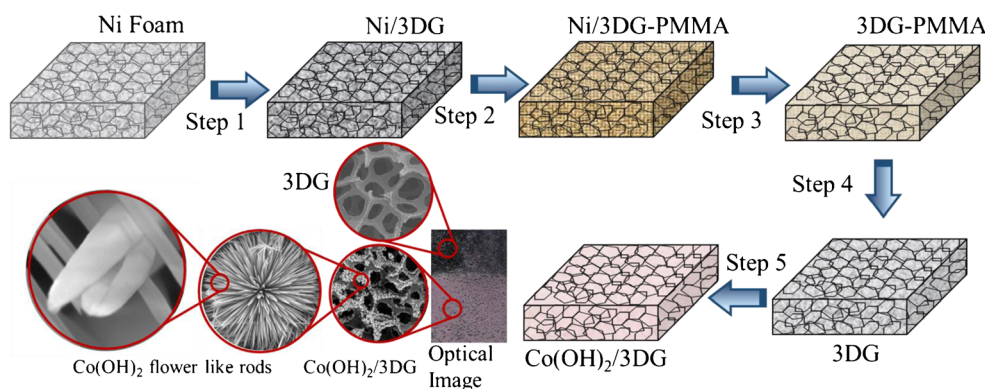 Ni Foam
Ni/3DG
Ni/3DG-PMMA
3DG-PMMA
Step 1
Step 2
Step 3
Step 4
3DG
Step 5
Co(OH)₂ flower like rods
Co(OH)₂/3DG
Optical
Image
Co(OH)₂/3DG
3DG